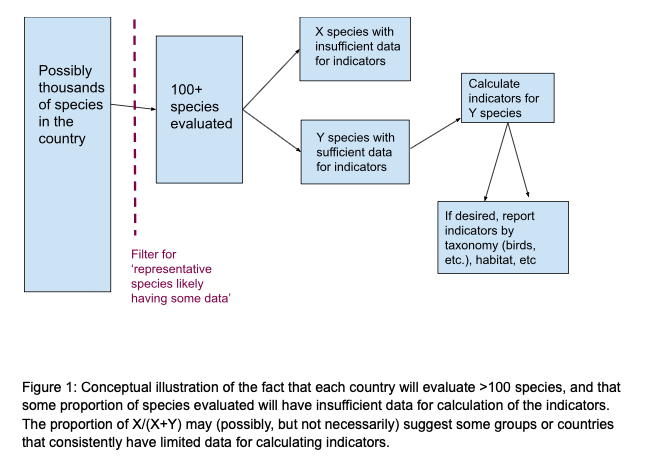 Possibly
thousands
of species
in the
country
100+
species
evaluated
X species with
insufficient data
for indicators
Y species with
sufficient data
for indicators
Calculate
indicators for
Y species
If desired, report
indicators by
taxonomy (birds,
etc.), habitat, etc
Filter for
‘representative
species likely
having some data’
Figure 1: Conceptual illustration of the fact that each country will evaluate >100 species, and that
some proportion of species evaluated will have insufficient data for calculation of the indicators.
The proportion of X/(X+Y) may (possibly, but not necessarily) suggest some groups or countries
that consistently have limited data for calculating indicators.